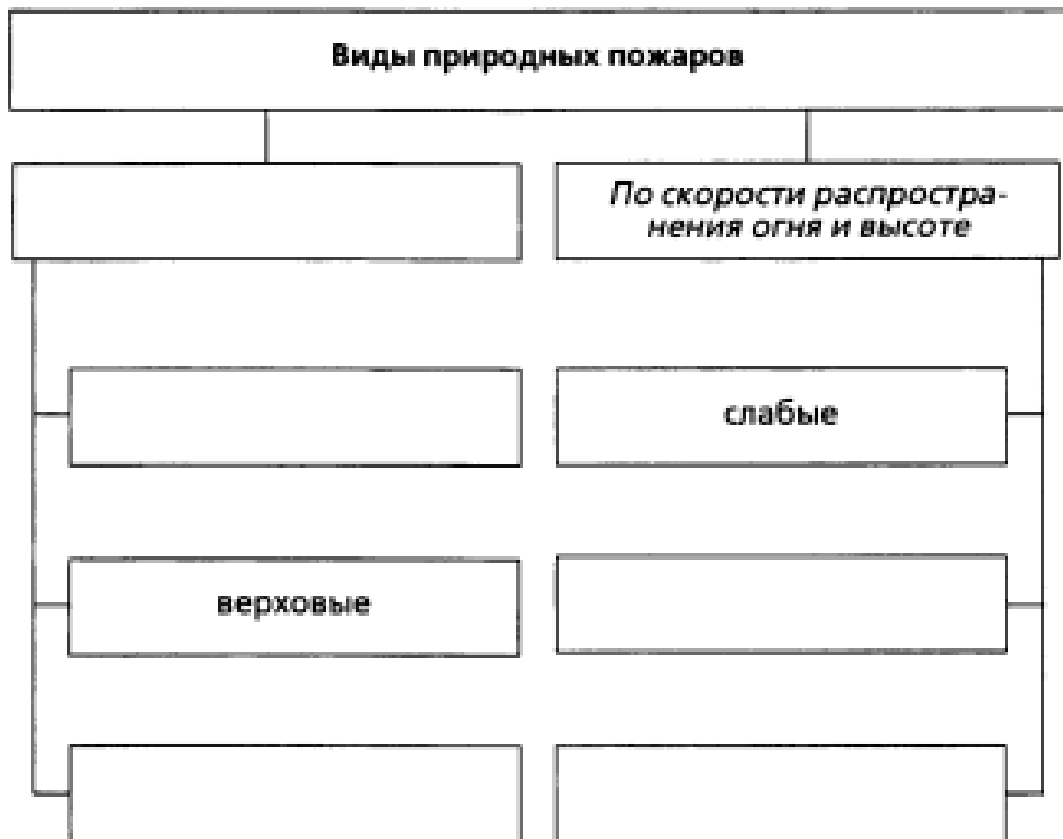 Виды природных пожаров
По скорости распростра-
нения огня и высоте
слабые
верховые